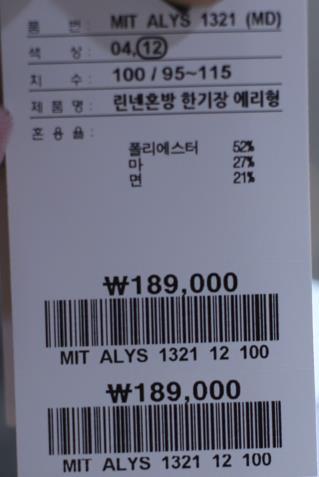 품 번: MIT ALYS 1321 (MD)
색 상: 04,12
치 수: 100 / 95~115
제 품 명: 린넨혼방 한기장 에리형
혼 용 율:
폴리에스터 52%
마 27%
면 21%
₩189,000
MIT ALYS 1321 12 100
₩189,000
MIT ALYS 1321 12 100